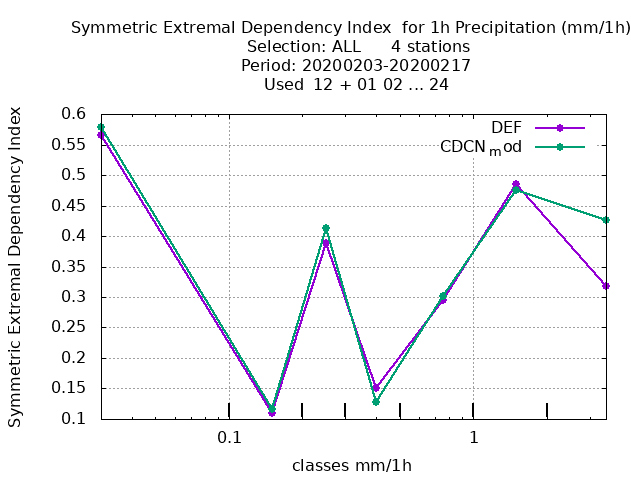 Symmetric Extremal Dependency Index  for 1h Precipitation (mm/1h)
Selection: ALL      4 stations
Period: 20200203-20200217
Used  12 + 01 02 ... 24
Symmetric Extremal Dependency Index
0.6
0.55
0.5
0.45
0.4
0.35
0.3
0.25
0.2
0.15
0.1
DEF
CDCNmod
0.1
1
classes mm/1h